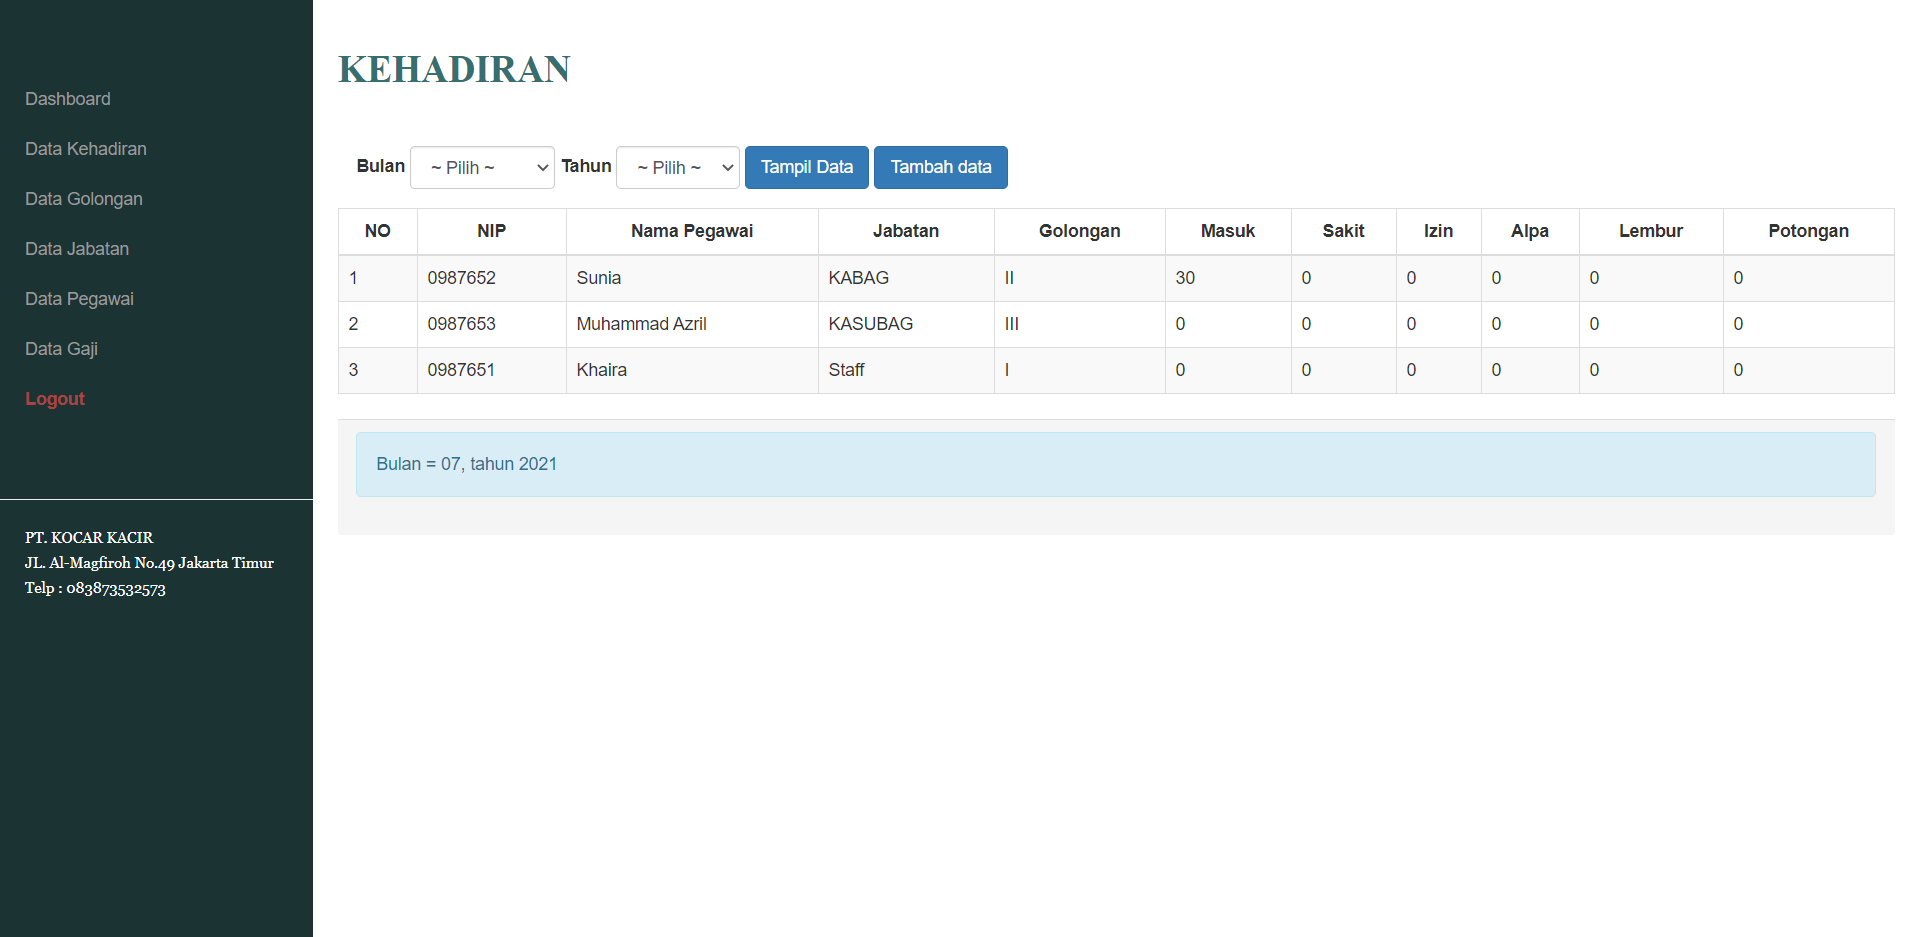 Dashboard
Data Kehadiran
Data Golongan
Data Jabatan
Data Pegawai
Data Gaji
Logout
PT. KOCAR KACIR
JL. Al-Magfiroh No.49 Jakarta Timur
Telp : 083873532573
KEHADIRAN
Bulan ~ Pilih ~ Tahun ~ Pilih ~ Tampil Data Tambah data
NO NIP Nama Pegawai Jabatan Golongan Masuk Sakit Izin Alpa Lembur Potongan
1 0987652 Sunia KABAG II 30 0 0 0 0 0
2 0987653 Muhammad Azril KASUBAG III 0 0 0 0 0 0
3 0987651 Khaira Staff I 0 0 0 0 0 0
Bulan = 07, tahun 2021